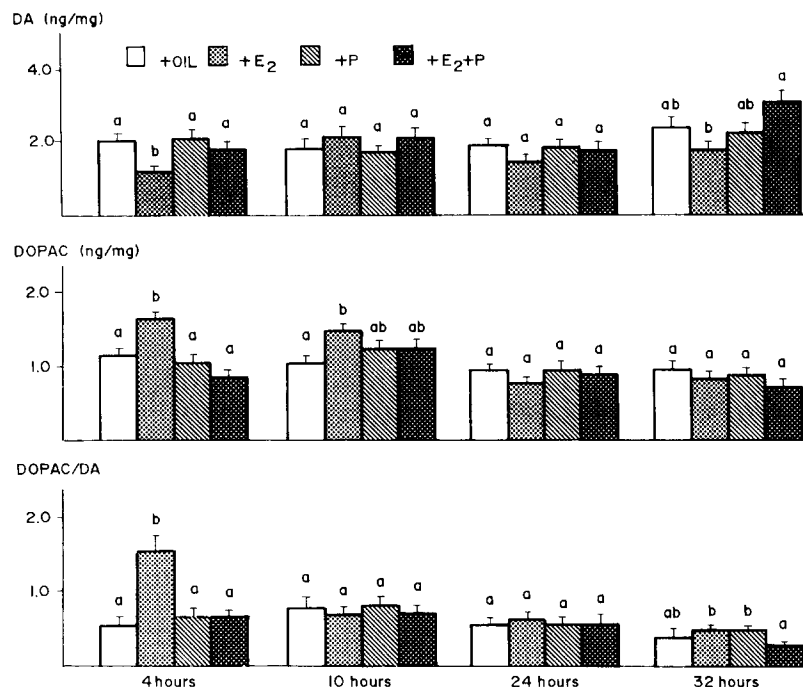 DA (ng/mg)
+OIL +E2 +P +E2+P
4.0
2.0
a b a a a a a a a a a a ab b ab a
DOPAC (ng/mg)
2.0
1.0
a b a a a b ab ab a a a a a a a a
DOPAC/DA
2.0
1.0
a b a a a a a a a a a a ab b b a
4 hours 10 hours 24 hours 32 hours